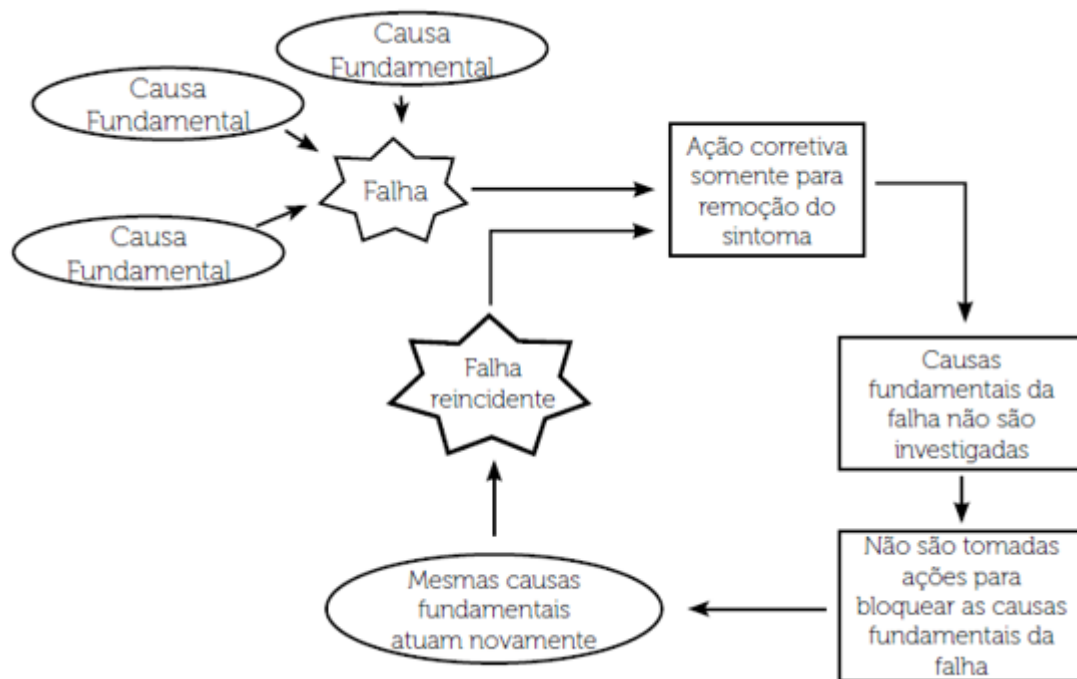 Causa
Fundamental
Causa
Fundamental
Causa
Fundamental
Falha
Ação corretiva
somente para
remoção do
sintoma
Causas
fundamentais da
falha não são
investigadas
Não são tomadas
ações para
bloquear as causas
fundamentais da
falha
Mesmas causas
fundamentais
atuam novamente
Falha
reincidente